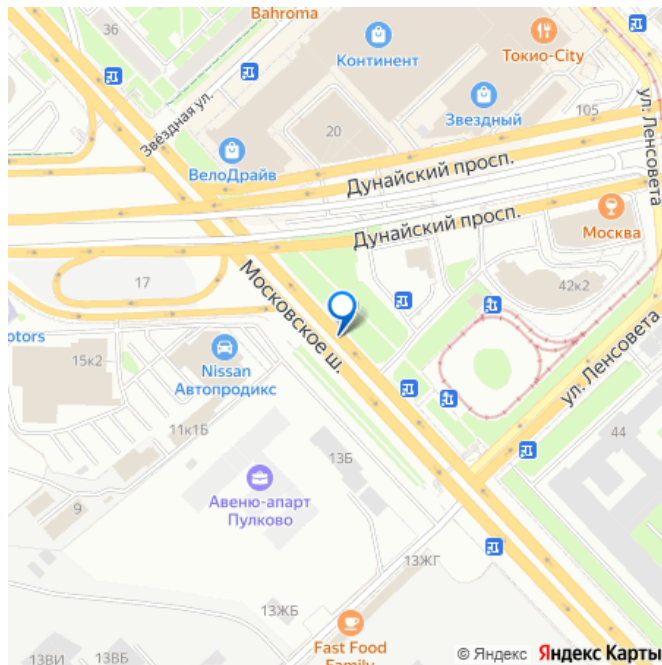 Bahroma
36
Континент
Токио-City
Звёздная ул.
Звездный
105
20
ул. Ленсовета
ВелоДрайв
Дунайский просп.
Дунайский просп.
Москва
17
42к2
Московское ш.
otors
15к2
Nissan
Автопродикс
ул. Ленсовета
11к1Б
44
13Б
Авеню-апарт
Пулково
9
13ЖГ
13ЖБ
Fast Food
Family
13ВИ
13ВБ
© Яндекс Яндекс Карты